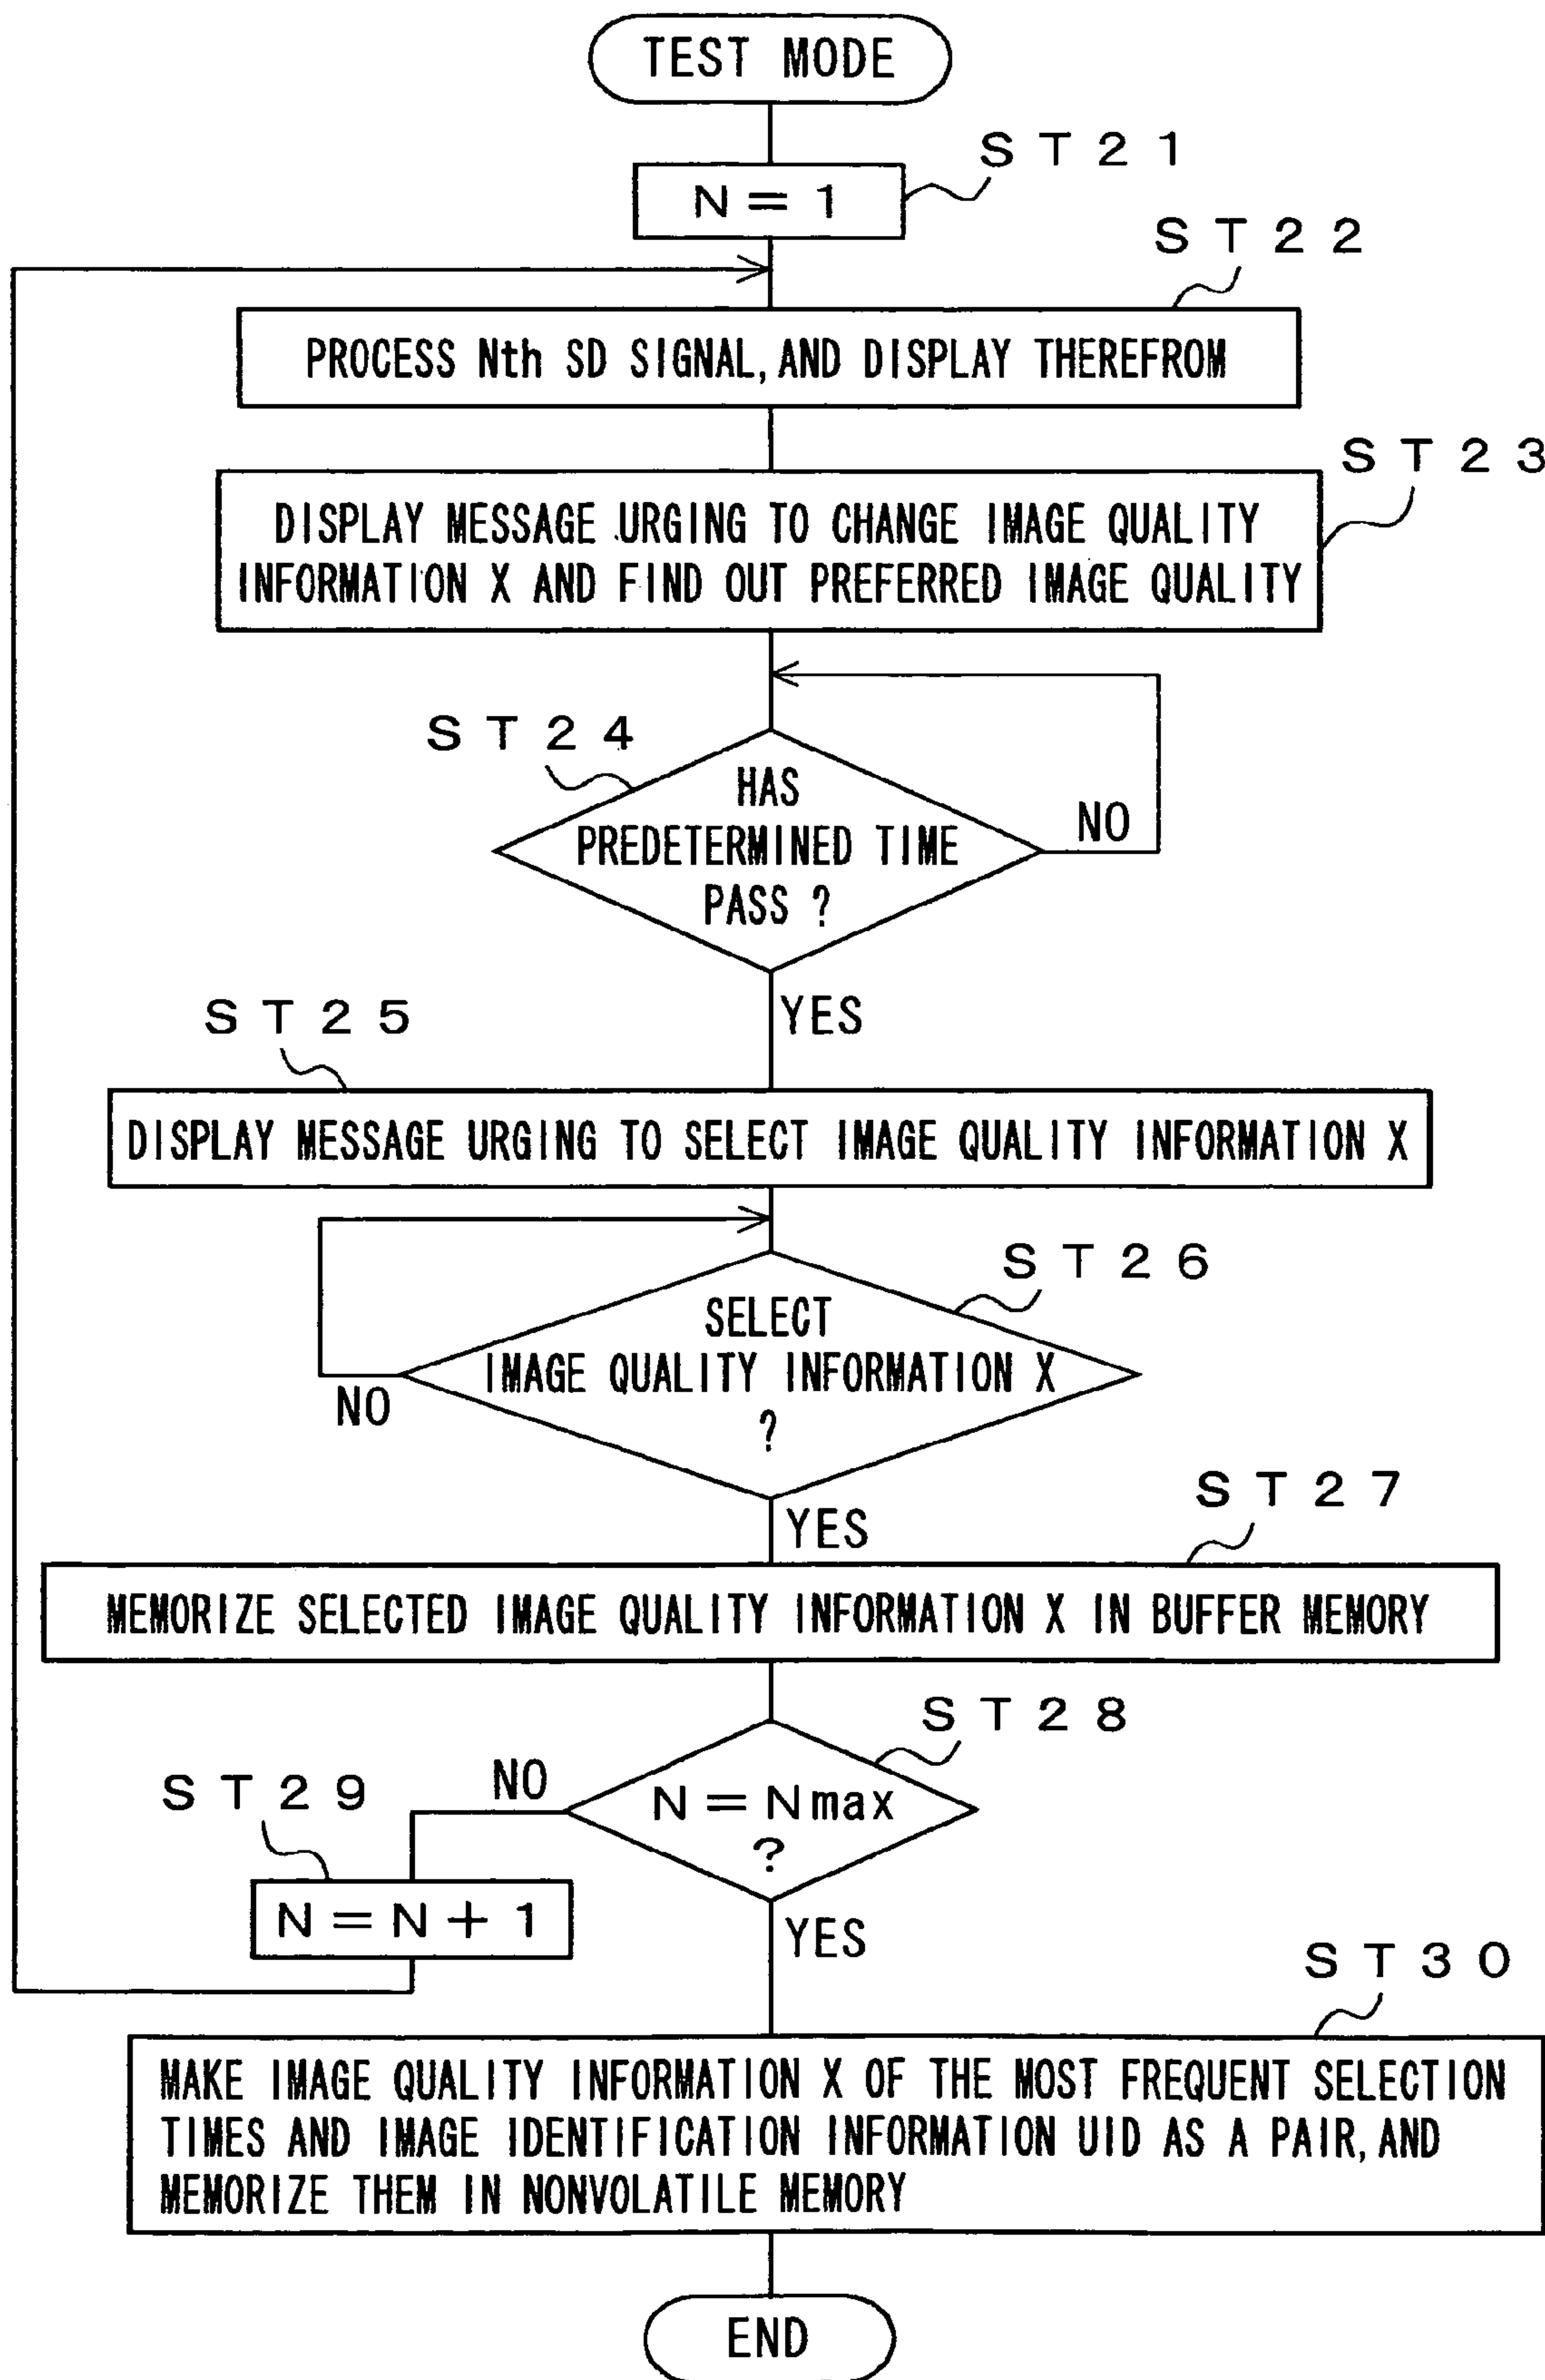 TEST MODE
ST21
N=1
ST22
PROCESS Nth SD SIGNAL, AND DISPLAY THEREFROM
ST23
DISPLAY MESSAGE URGING TO CHANGE IMAGE QUALITY
INFORMATION X AND FIND OUT PREFERRED IMAGE QUALITY
ST24
HAS
PREDETERMINED TIME
PASS ?
NO
YES
ST25
DISPLAY MESSAGE URGING TO SELECT IMAGE QUALITY INFORMATION X
ST26
SELECT
IMAGE QUALITY INFORMATION X
?
NO
YES
ST27
MEMORIZE SELECTED IMAGE QUALITY INFORMATION X IN BUFFER MEMORY
ST28
N=Nmax
?
NO
ST29
N=N+1
YES
ST30
MAKE IMAGE QUALITY INFORMATION X OF THE MOST FREQUENT SELECTION
TIMES AND IMAGE IDENTIFICATION INFORMATION UID AS A PAIR, AND
MEMORIZE THEM IN NONVOLATILE MEMORY
END